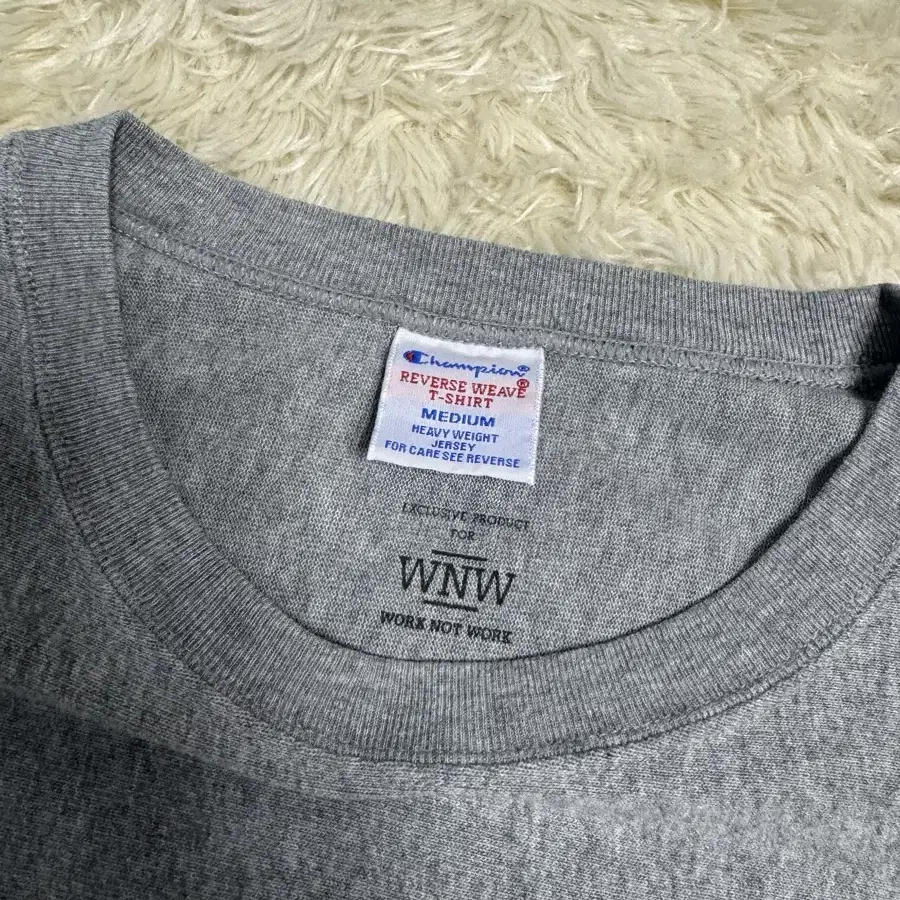 Champion®
REVERSE WEAVE®
T-SHIRT
MEDIUM
HEAVY WEIGHT
JERSEY
FOR CARE SEE REVERSE
EXCLUSIVE PRODUCT
FOR
WNW
WORK NOT WORK